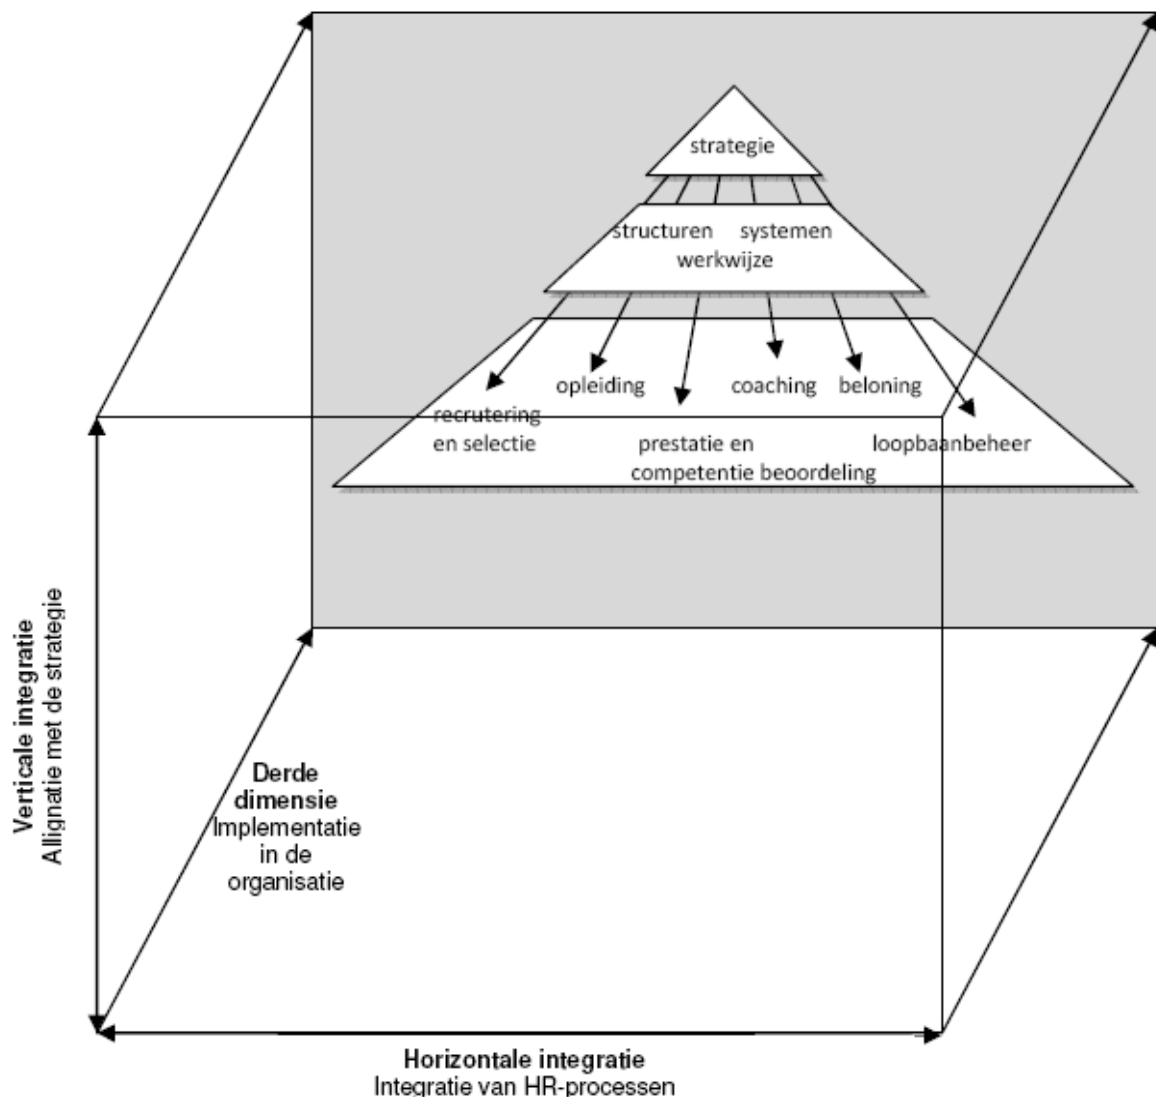 strategie
structuren systemen
werkwijze
opleiding coaching beloning
recrutering
en selectie prestatie en loopbaanbeheer
competentie beoordeling
Verticale integratie
Allignatie met de strategie
Derde
dimensie
Implementatie
in de
organisatie
Horizontale integratie
Integratie van HR-processen